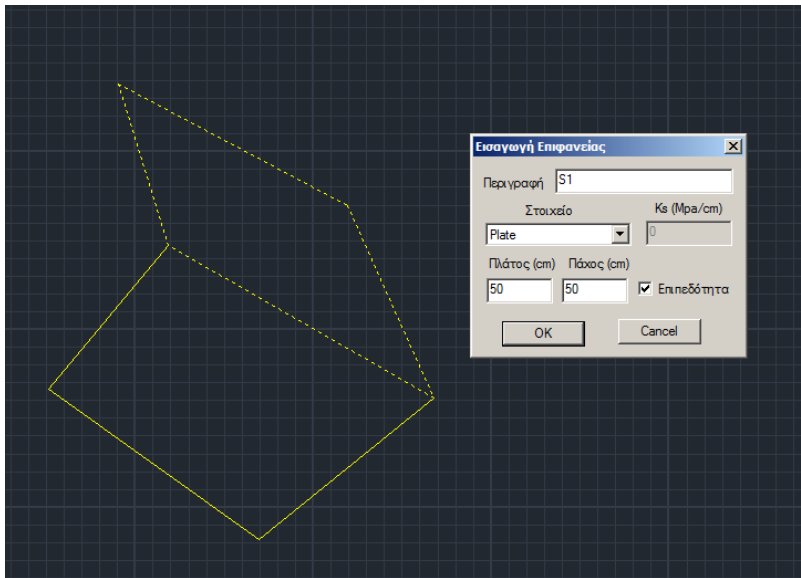 Εισαγωγή Επιφανείας
Περιγραφή S1
Στοιχείο Ks (Mpa/cm)
Plate 0
Πλάτος (cm) Πάχος (cm)
50 50 Επιπεδότητα
OK Cancel